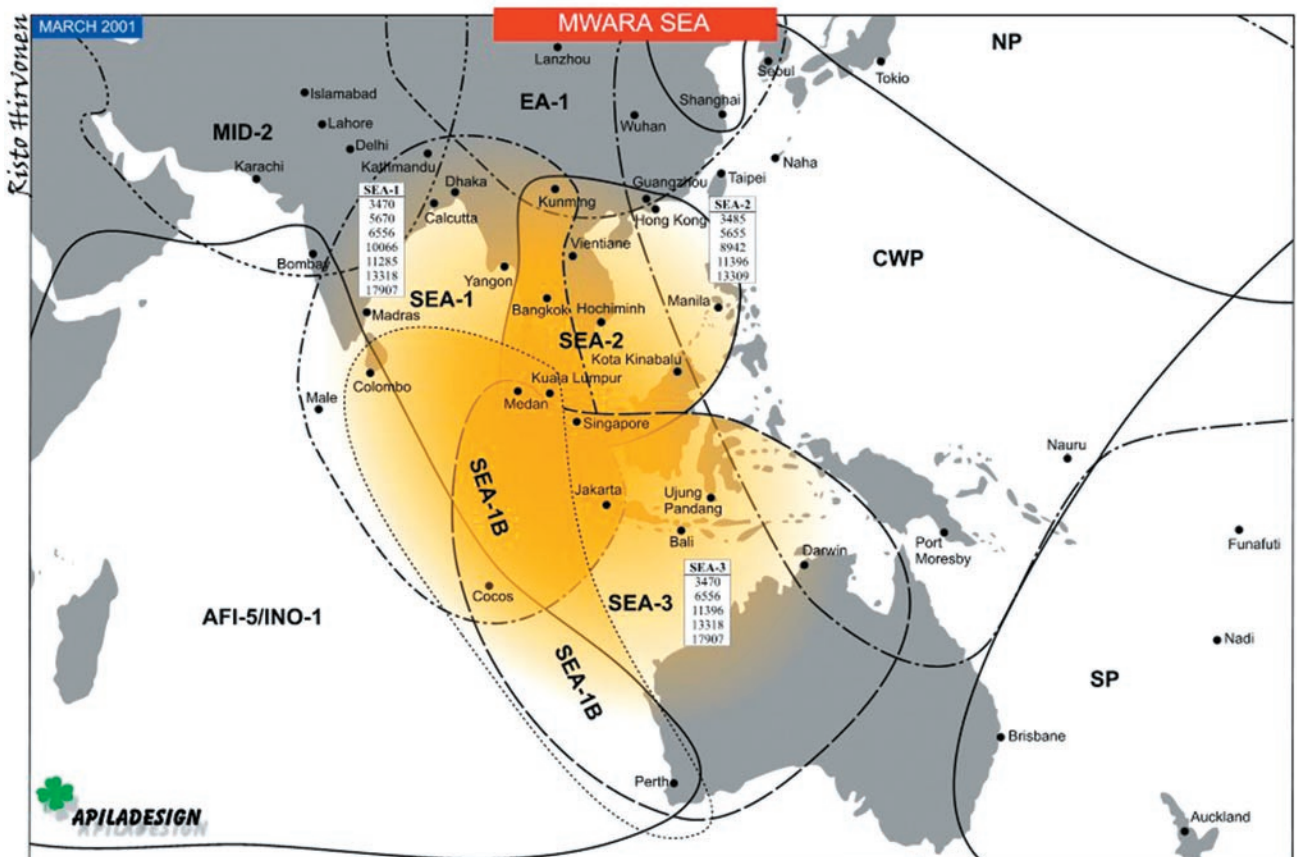 MARCH 2001
MWARA SEA
Risto Hirvonen
NP
Lanzhou
Seoul
Tokio
Islamabad
EA-1
Shanghai
Lahore
Wuhan
MID-2
Delhi
Kathmandu
Naha
Karachi
Taipei
Dhaka
Guangzhou
Kunming
Calcutta
Hong Kong
SEA-1
3470
5670
6556
10066
11285
13318
17907
SEA-2
3485
5655
8942
11396
13309
Vientiane
Bombay
CWP
Yangon
SEA-1
Bangkok
Hochiminh
Manila
Madras
SEA-2
Kota Kinabalu
Colombo
Kuala Lumpur
Male
Medan
Singapore
Nauru
SEA-1B
Jakarta
Ujung
Pandang
Bali
Port
Moresby
Funafuti
Darwin
SEA-3
3470
6556
11396
13318
17907
Cocos
SEA-3
AFI-5/INO-1
Nadi
SEA-1B
SP
Brisbane
Perth
APILADESIGN
Auckland